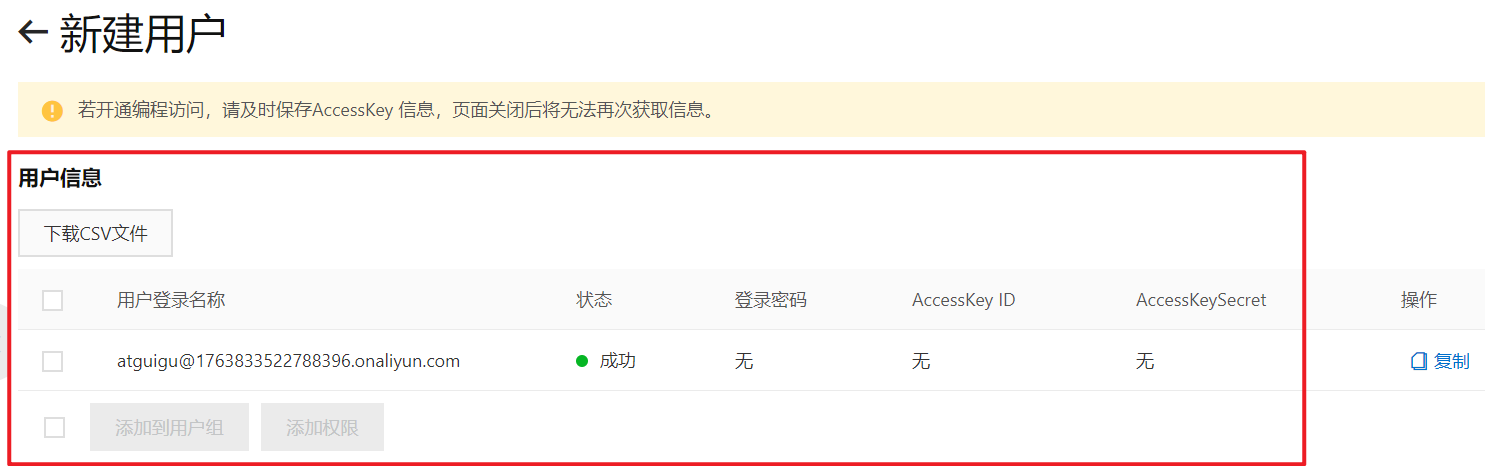 新建用户
若开通编程访问，请及时保存AccessKey 信息，页面关闭后将无法再次获取信息。
用户信息
下载CSV文件
用户登录名称 状态 登录密码 AccessKey ID AccessKeySecret 操作
atguigu@1763833522788396.onaliyun.com 成功 无 无 无 复制
添加到用户组 添加权限